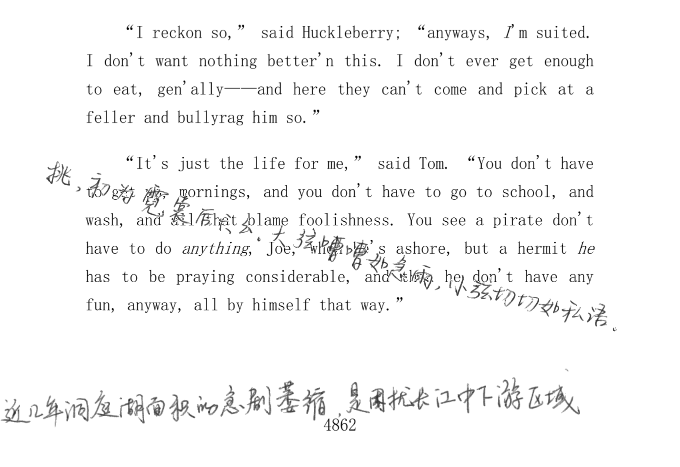 “I reckon so,” said Huckleberry; “anyways, I'm suited.
I don't want nothing better'n this. I don't ever get enough
to eat, gen'ally——and here they can't come and pick at a
feller and bullyrag him so.”
“It's just the life for me,” said Tom. “You don't have
to get up, mornings, and you don't have to go to school, and
wash, and all that blame foolishness. You see a pirate don't
have to do anything, Joe, when he's ashore, but a hermit he
has to be praying considerable, and then he don't have any
fun, anyway, all by himself that way.”
挑,初为霓裳后六幺。大弦嘈嘈如急雨,小弦切切如私语。
近几年洞庭湖面积的急剧萎缩,是困扰长江中下游区域
4862